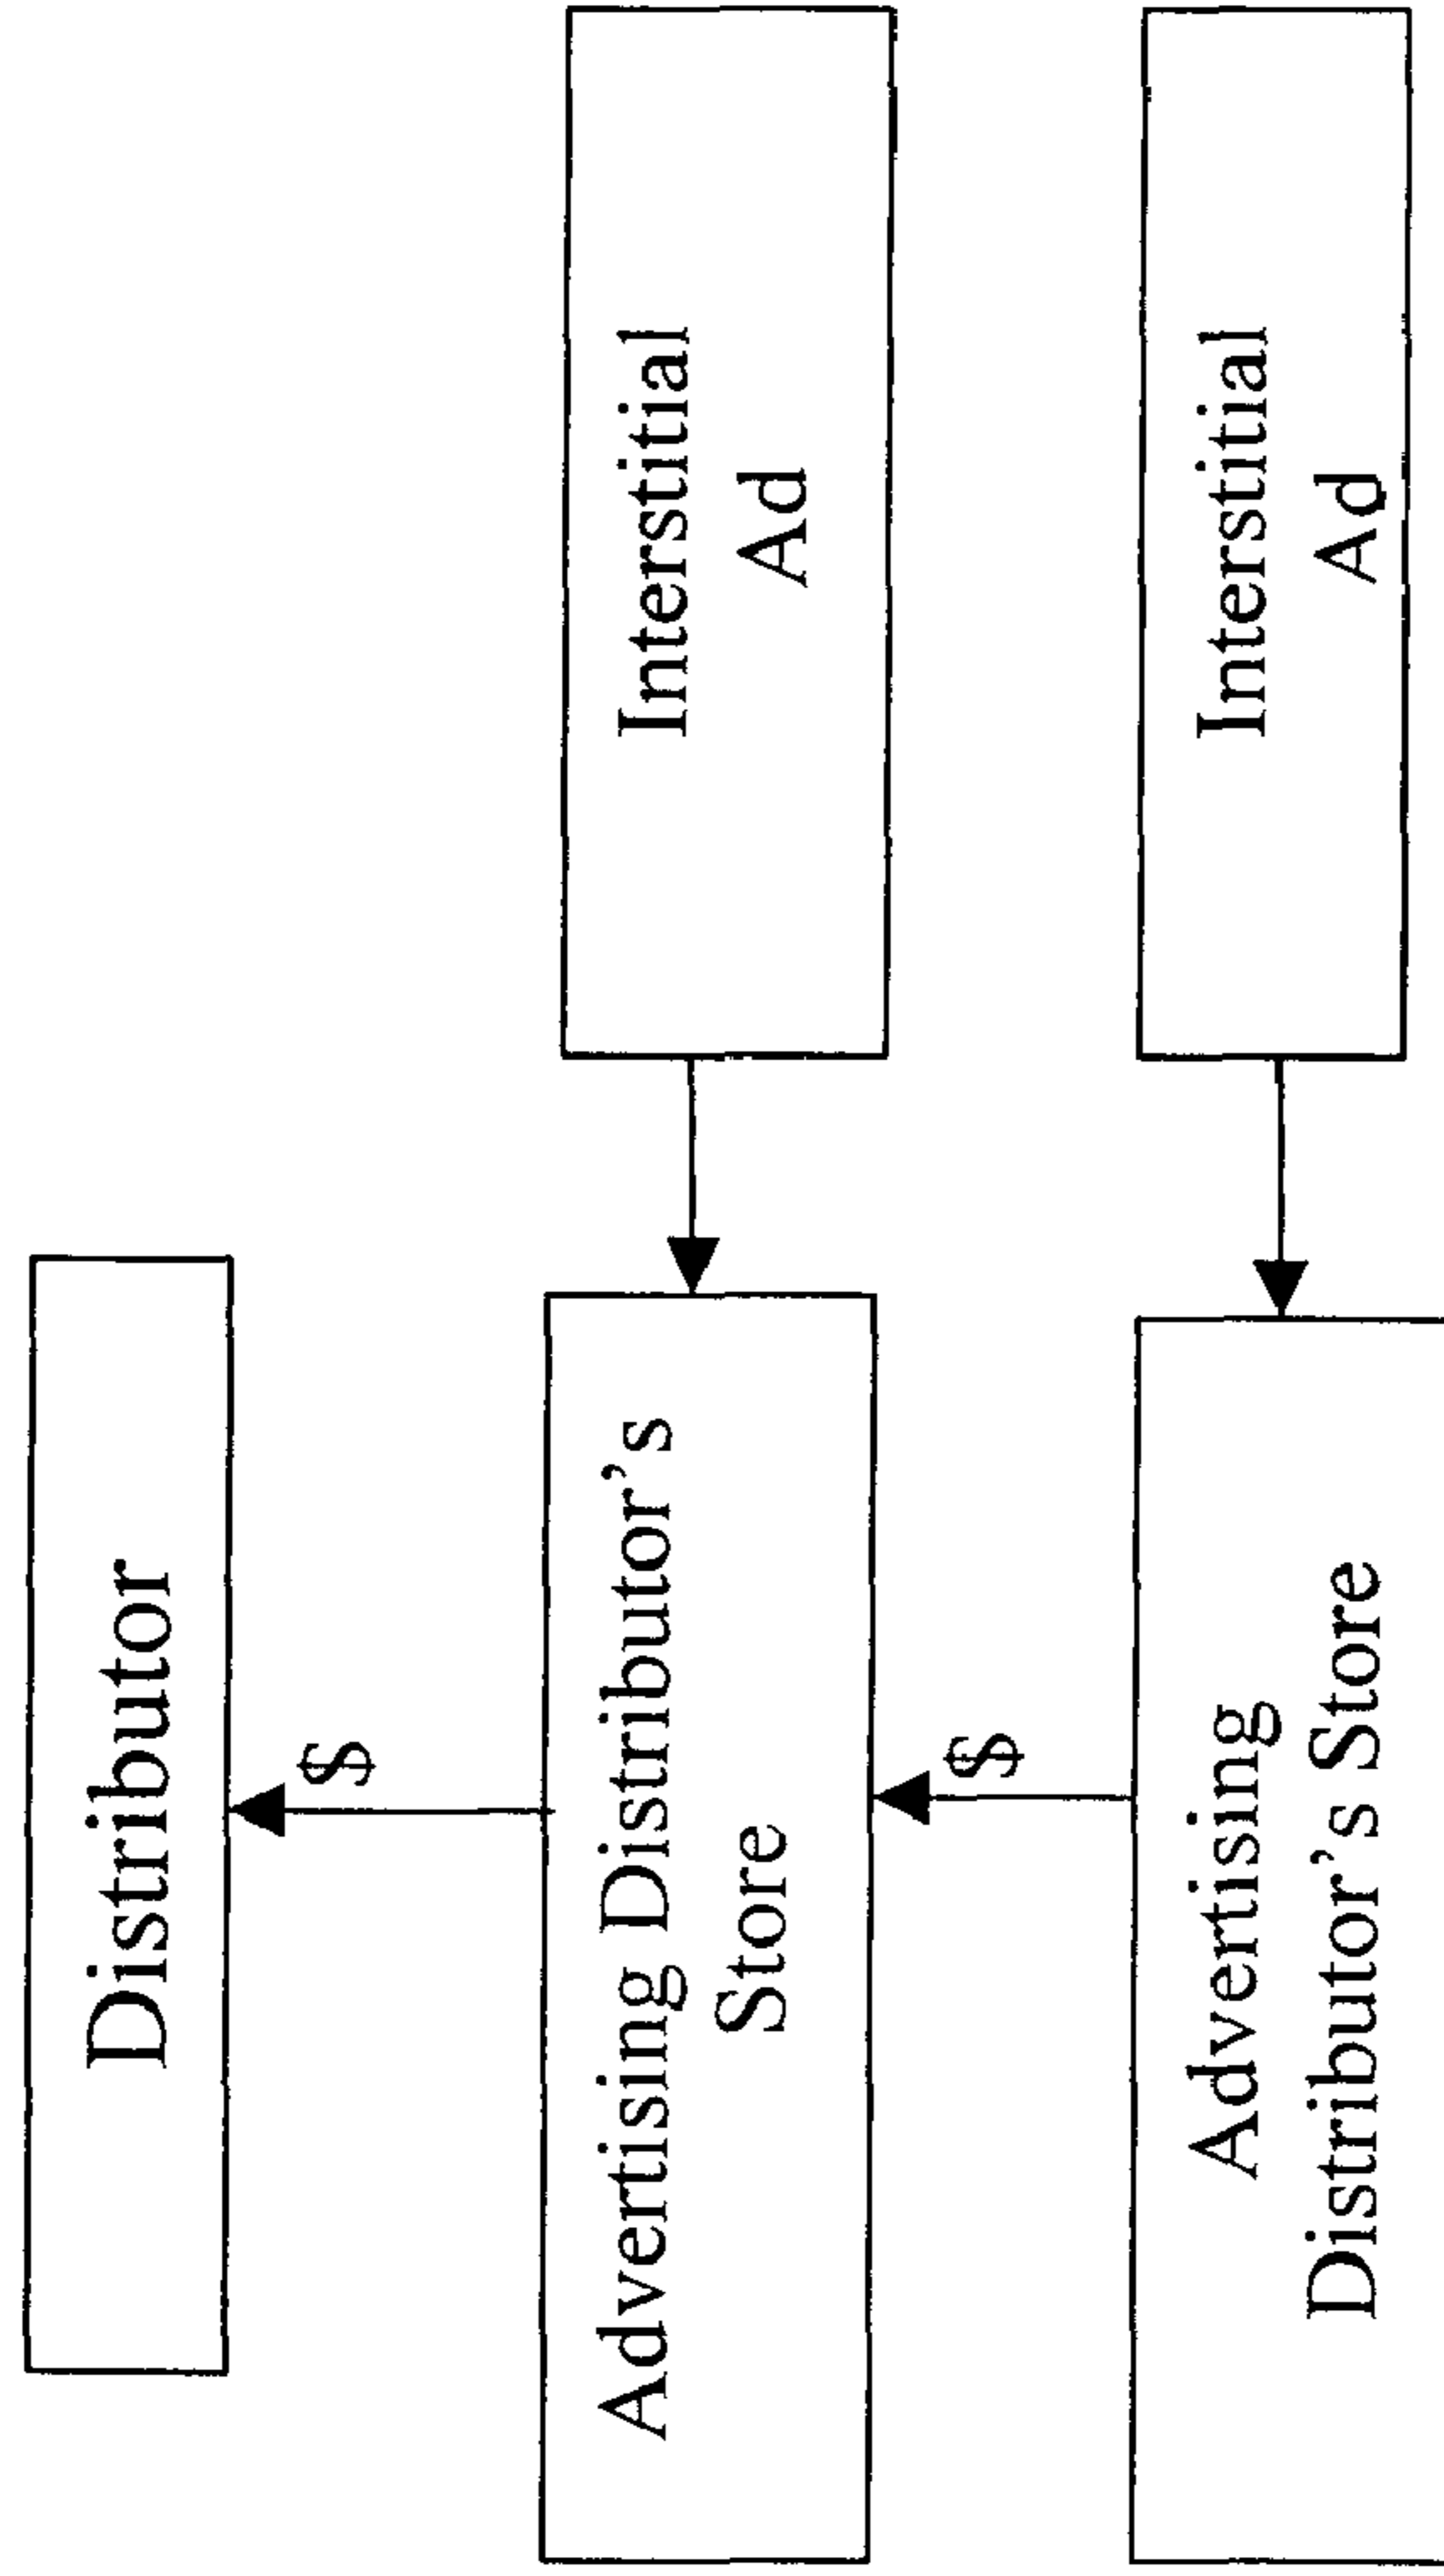 Distributor
$
Advertising Distributor's
Store
Interstitial
Ad
$
Advertising
Distributor's Store
Interstitial
Ad